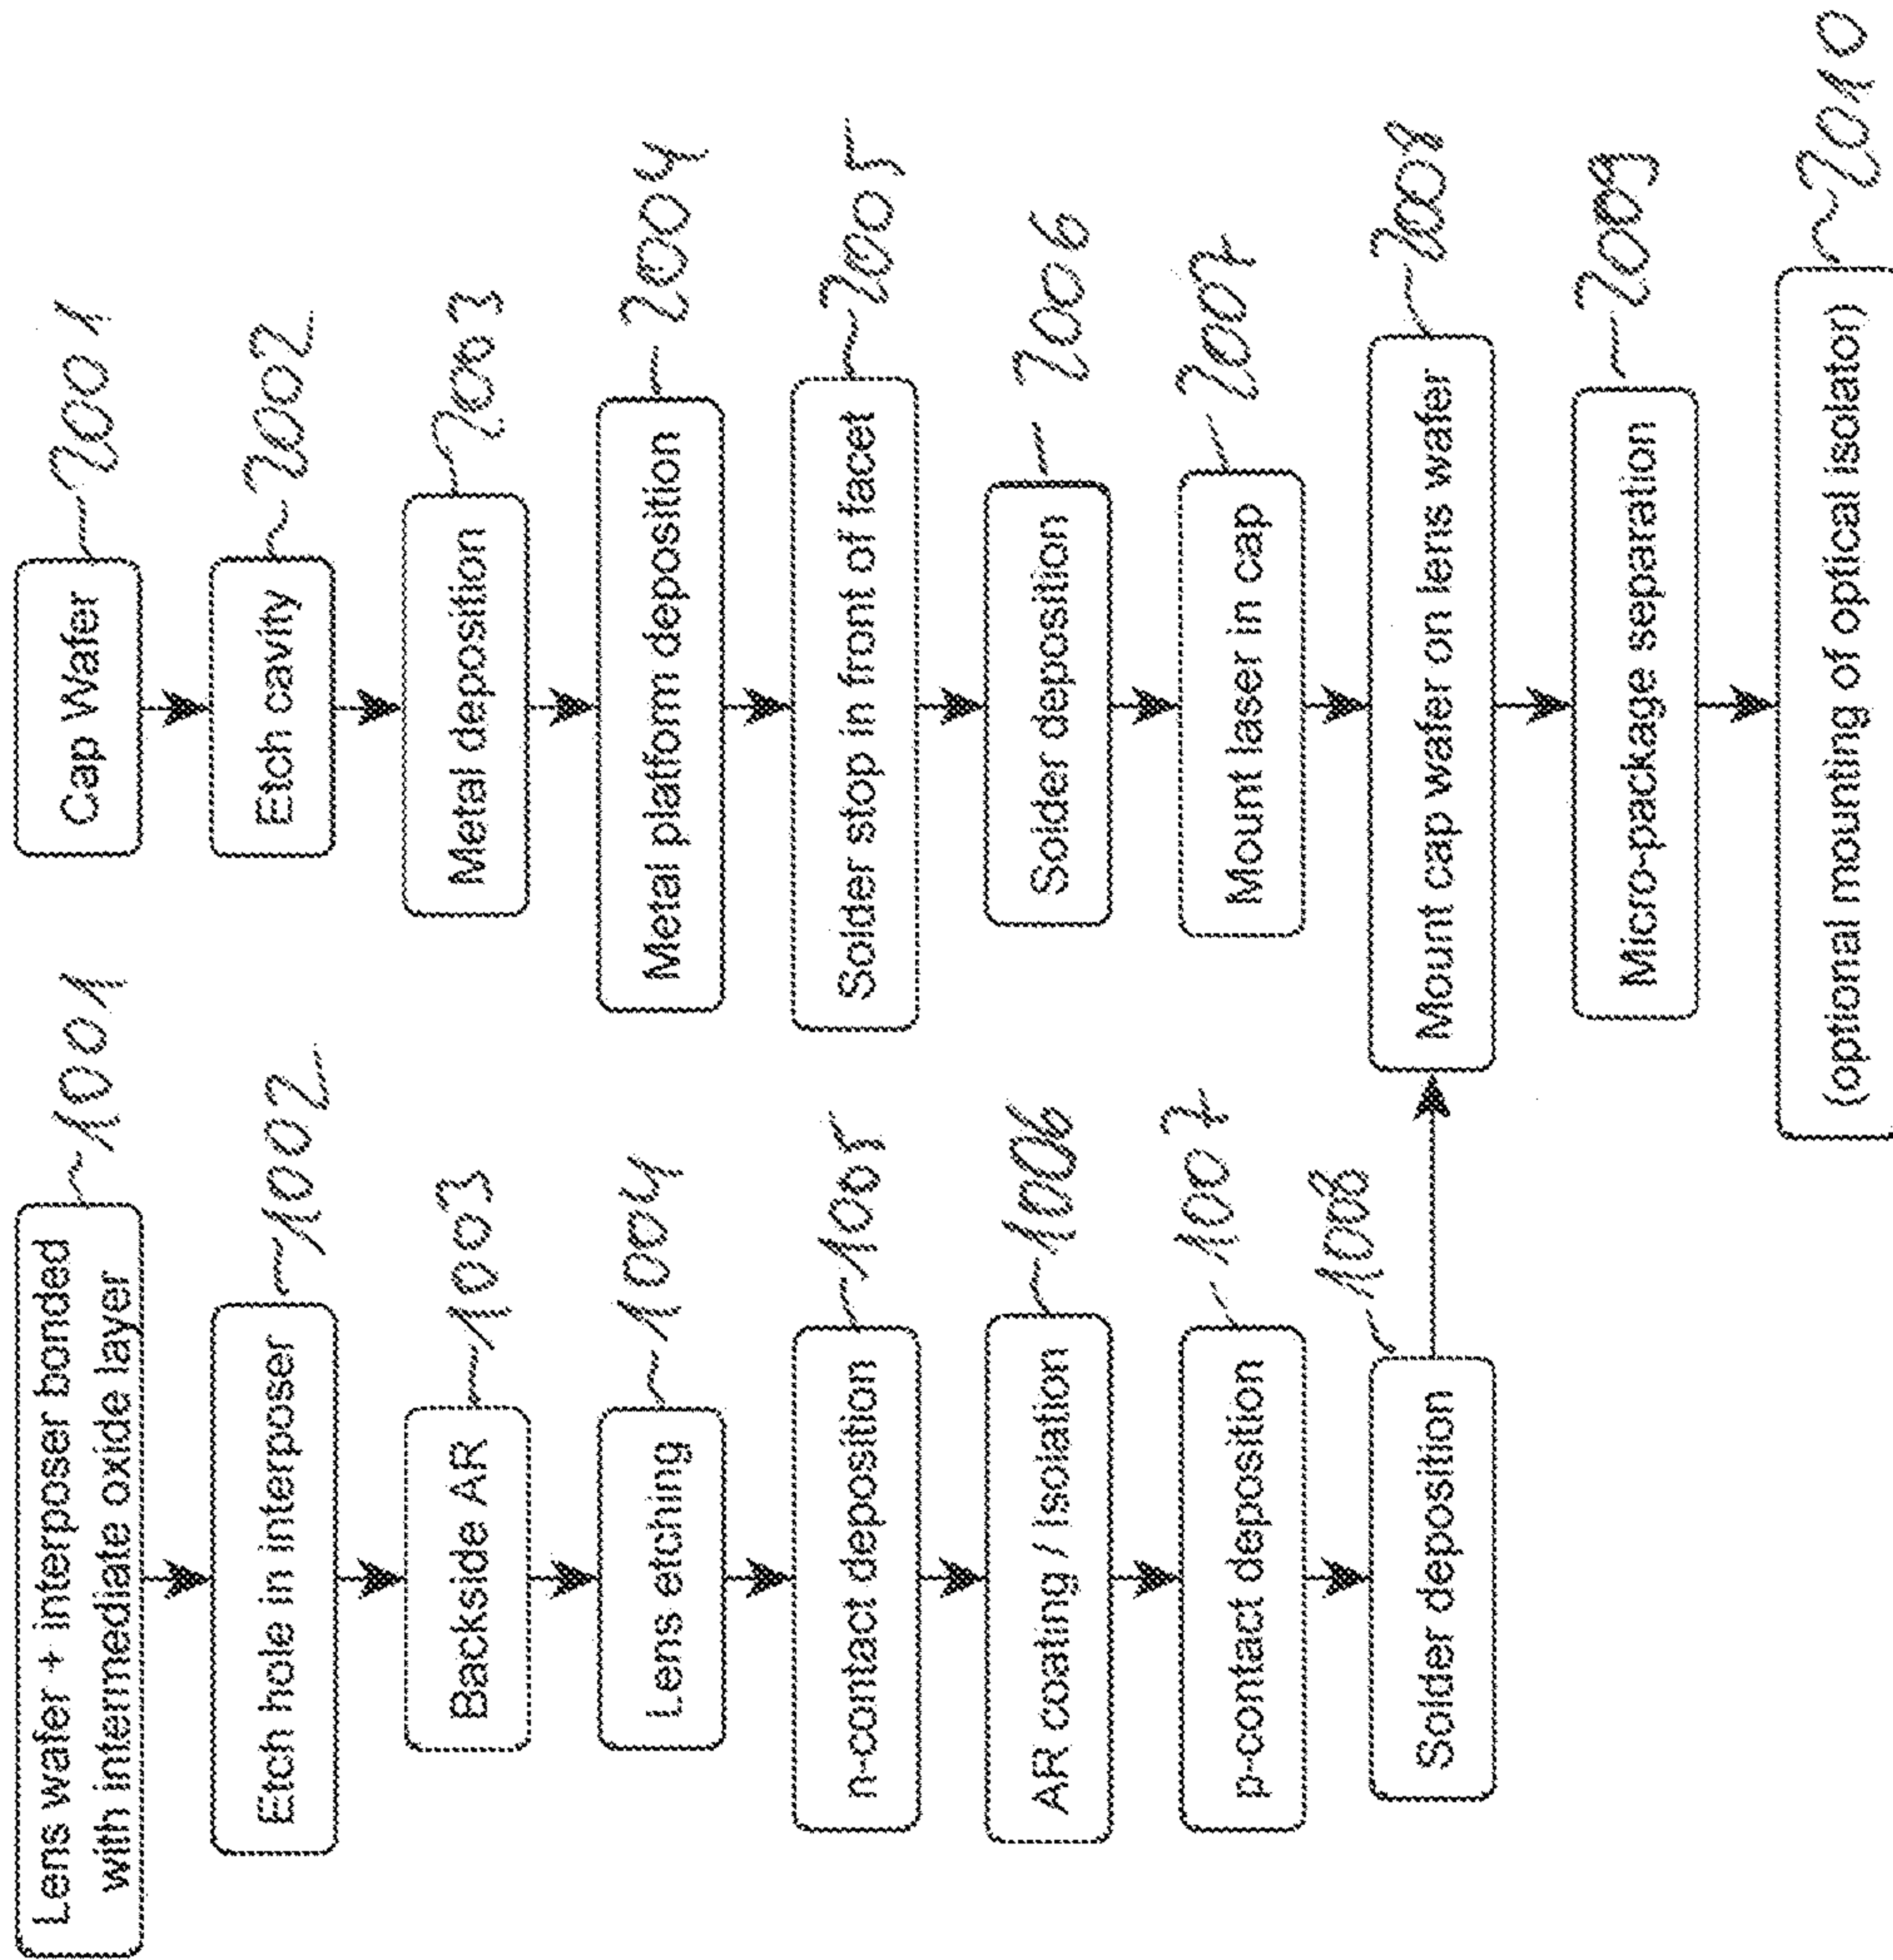 Lens wafer + interposer bonded
with intermediate oxide layer
1001
Etch hole in interposer
1002
Backside AR
1003
Lens etching
1004
n-contact deposition
1005
AR coating / Isolation
1006
p-contact deposition
1007
Solder deposition
1008
Cap Wafer
2001
Etch cavity
2002
Metal deposition
2003
Metal platform deposition
2004
Solder stop in front of facet
2005
Solder deposition
2006
Mount laser in cap
2007
Mount cap wafer on lens wafer
2008
Micro-package separation
2009
(optional mounting of optical isolator)
2010